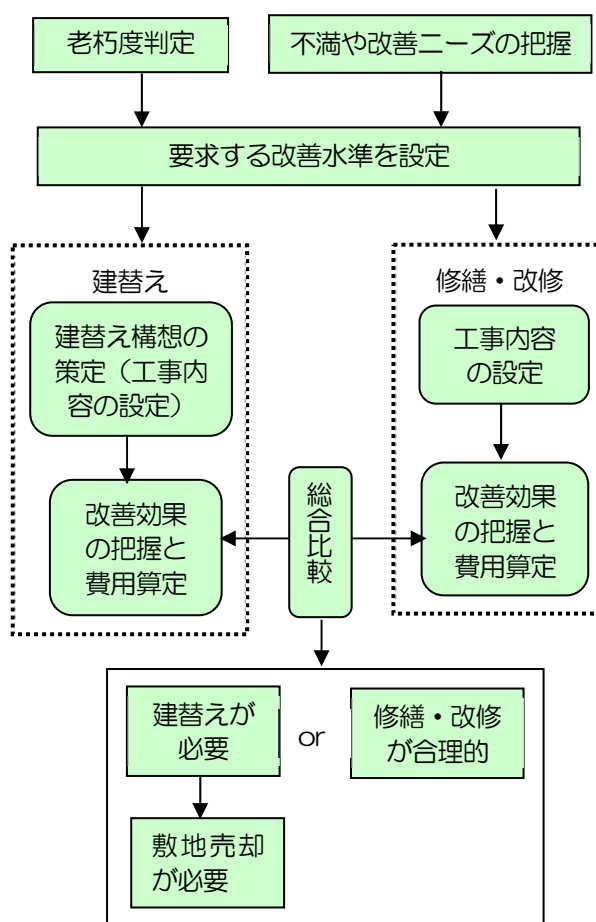 老朽度判定
不満や改善ニーズの把握
要求する改善水準を設定
建替え
建替え構想の
策定（工事内
容の設定）
改善効果
の把握と
費用算定
修繕・改修
工事内容
の設定
改善効果
の把握と
費用算定
総合比較
建替えが
必要
or
修繕・改修
が合理的
敷地売却
が必要